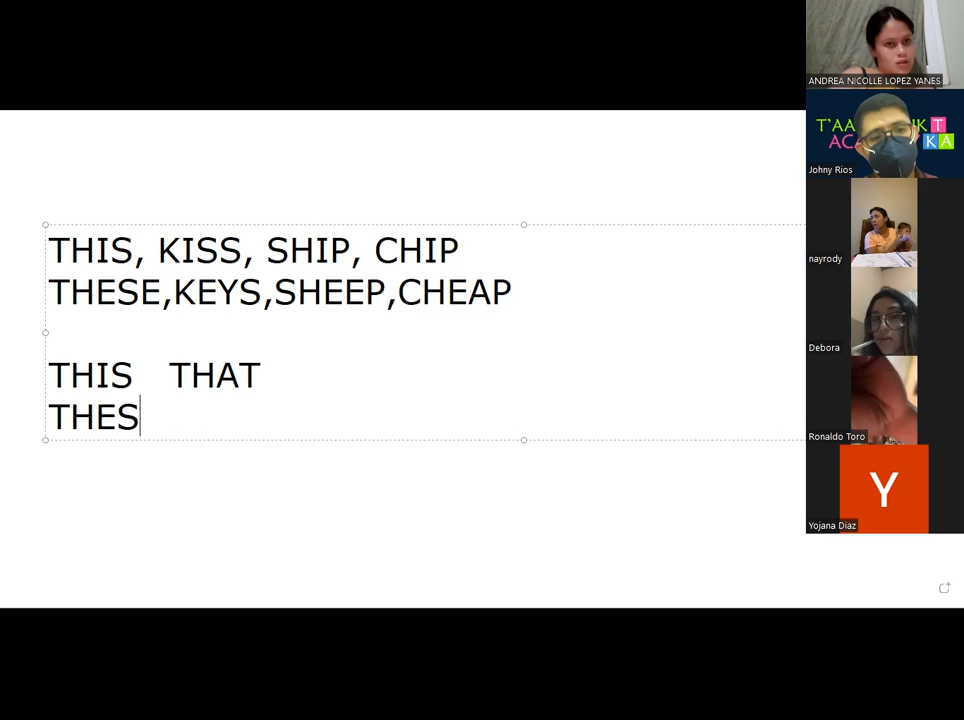 THIS, KISS, SHIP, CHIP
THESE,KEYS,SHEEP,CHEAP
THIS THAT
THES
ANDREA NICOLLE LOPEZ YANES
T
KA
Johny Rios
nayrody
Debora
Ronaldo Toro
Y
Yojana Diaz